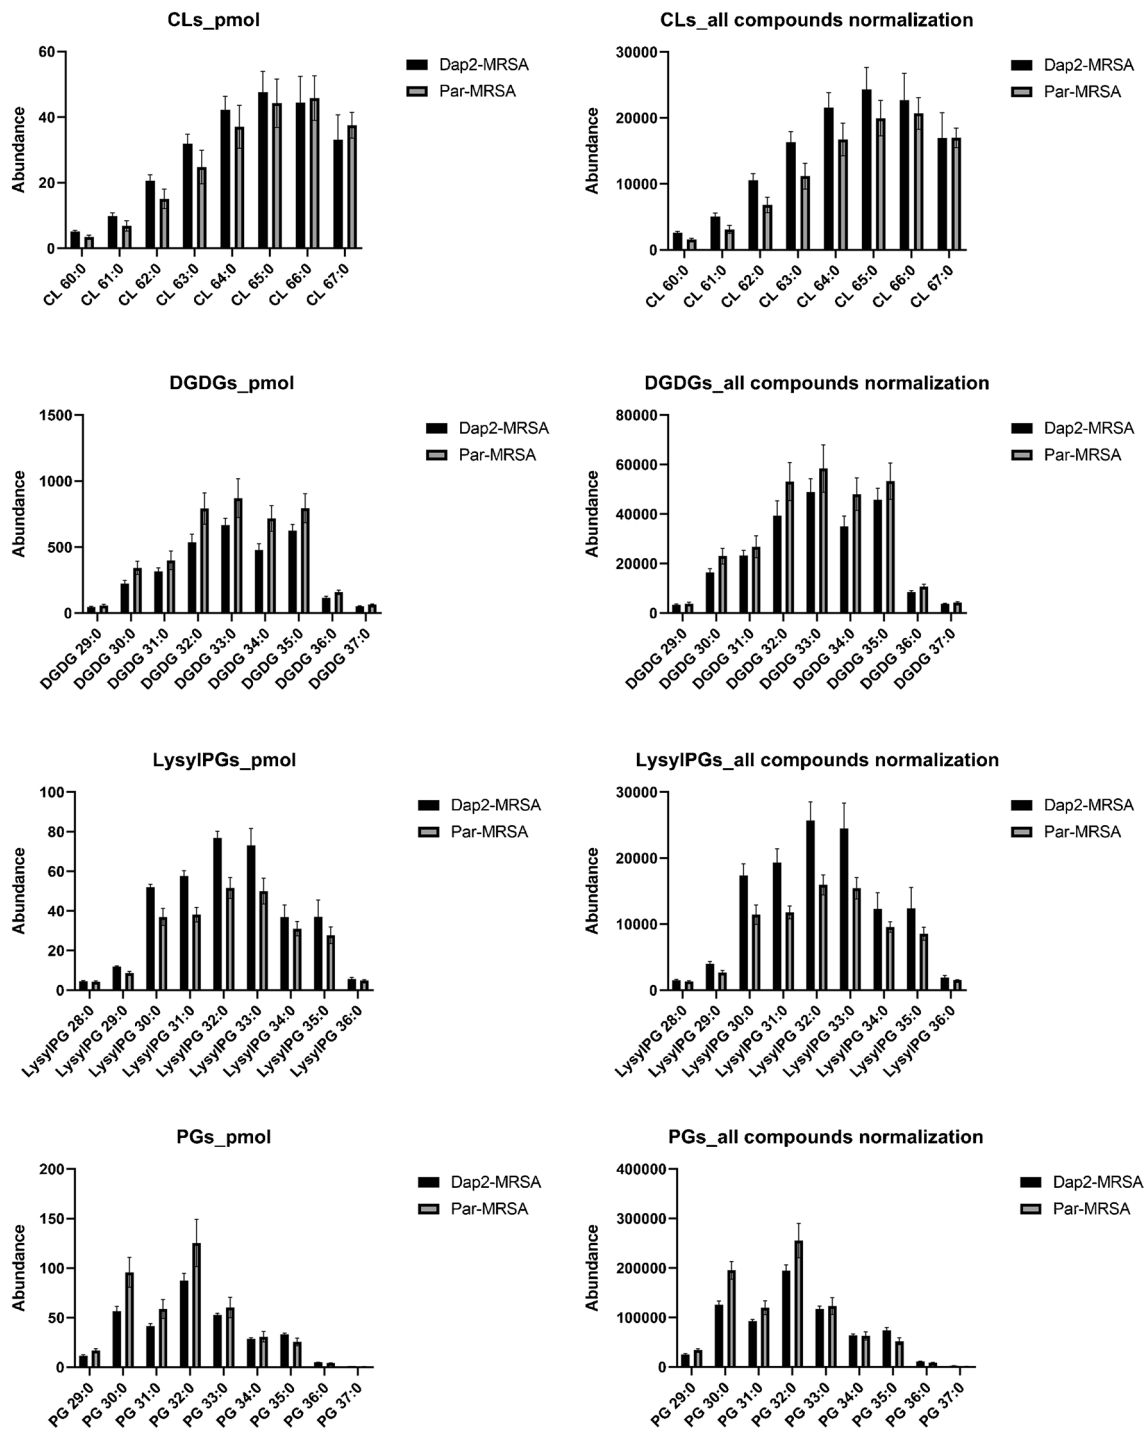 CLs_pmol
Abundance
60
40
20
0
CL 60:0
CL 61:0
CL 62:0
CL 63:0
CL 64:0
CL 65:0
CL 66:0
CL 67:0
Dap2-MRSA
Par-MRSA
CLs_all compounds normalization
Abundance
30000
20000
10000
0
CL 60:0
CL 61:0
CL 62:0
CL 63:0
CL 64:0
CL 65:0
CL 66:0
CL 67:0
Dap2-MRSA
Par-MRSA
DGDGs_pmol
Abundance
1500
1000
500
0
DGDG 29:0
DGDG 30:0
DGDG 31:0
DGDG 32:0
DGDG 33:0
DGDG 34:0
DGDG 35:0
DGDG 36:0
DGDG 37:0
Dap2-MRSA
Par-MRSA
DGDGs_all compounds normalization
Abundance
80000
60000
40000
20000
0
DGDG 29:0
DGDG 30:0
DGDG 31:0
DGDG 32:0
DGDG 33:0
DGDG 34:0
DGDG 35:0
DGDG 36:0
DGDG 37:0
Dap2-MRSA
Par-MRSA
LysylPGs_pmol
Abundance
100
80
60
40
20
0
LysylPG 28:0
LysylPG 29:0
LysylPG 30:0
LysylPG 31:0
LysylPG 32:0
LysylPG 33:0
LysylPG 34:0
LysylPG 35:0
LysylPG 36:0
Dap2-MRSA
Par-MRSA
LysylPGs_all compounds normalization
Abundance
30000
20000
10000
0
LysylPG 28:0
LysylPG 29:0
LysylPG 30:0
LysylPG 31:0
LysylPG 32:0
LysylPG 33:0
LysylPG 34:0
LysylPG 35:0
LysylPG 36:0
Dap2-MRSA
Par-MRSA
PGs_pmol
Abundance
200
150
100
50
0
PG 29:0
PG 30:0
PG 31:0
PG 32:0
PG 33:0
PG 34:0
PG 35:0
PG 36:0
PG 37:0
Dap2-MRSA
Par-MRSA
PGs_all compounds normalization
Abundance
400000
300000
200000
100000
0
PG 29:0
PG 30:0
PG 31:0
PG 32:0
PG 33:0
PG 34:0
PG 35:0
PG 36:0
PG 37:0
Dap2-MRSA
Par-MRSA